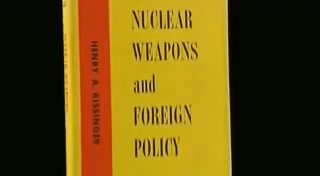 NUCLEAR
WEAPONS
and
FOREIGN
POLICY
HENRY A. KISSINGER